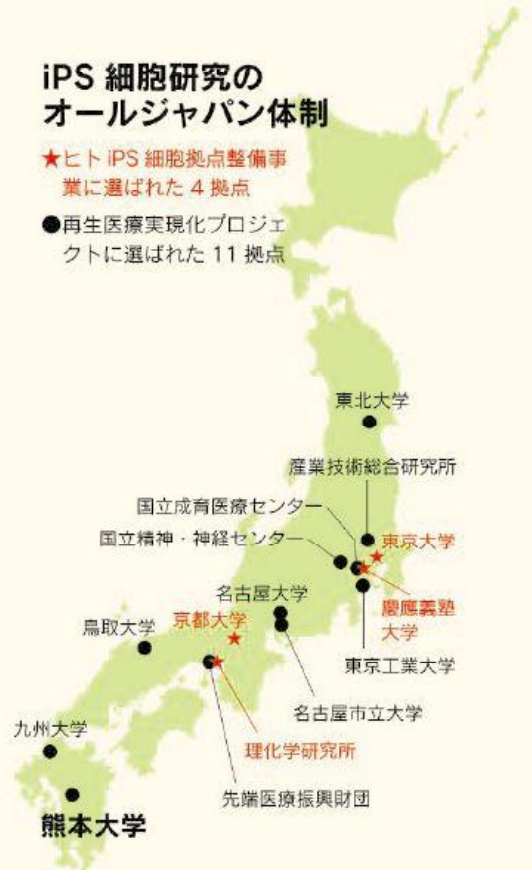 iPS 細胞研究の
オールジャパン体制
★ヒト iPS 細胞拠点整備事
業に選ばれた 4 拠点
●再生医療実現化プロジェ
クトに選ばれた 11 拠点
東北大学
産業技術総合研究所
国立成育医療センター
国立精神・神経センター
東京大学
慶應義塾
大学
名古屋大学
京都大学
鳥取大学
東京工業大学
名古屋市立大学
九州大学
理化学研究所
先端医療振興財団
熊本大学